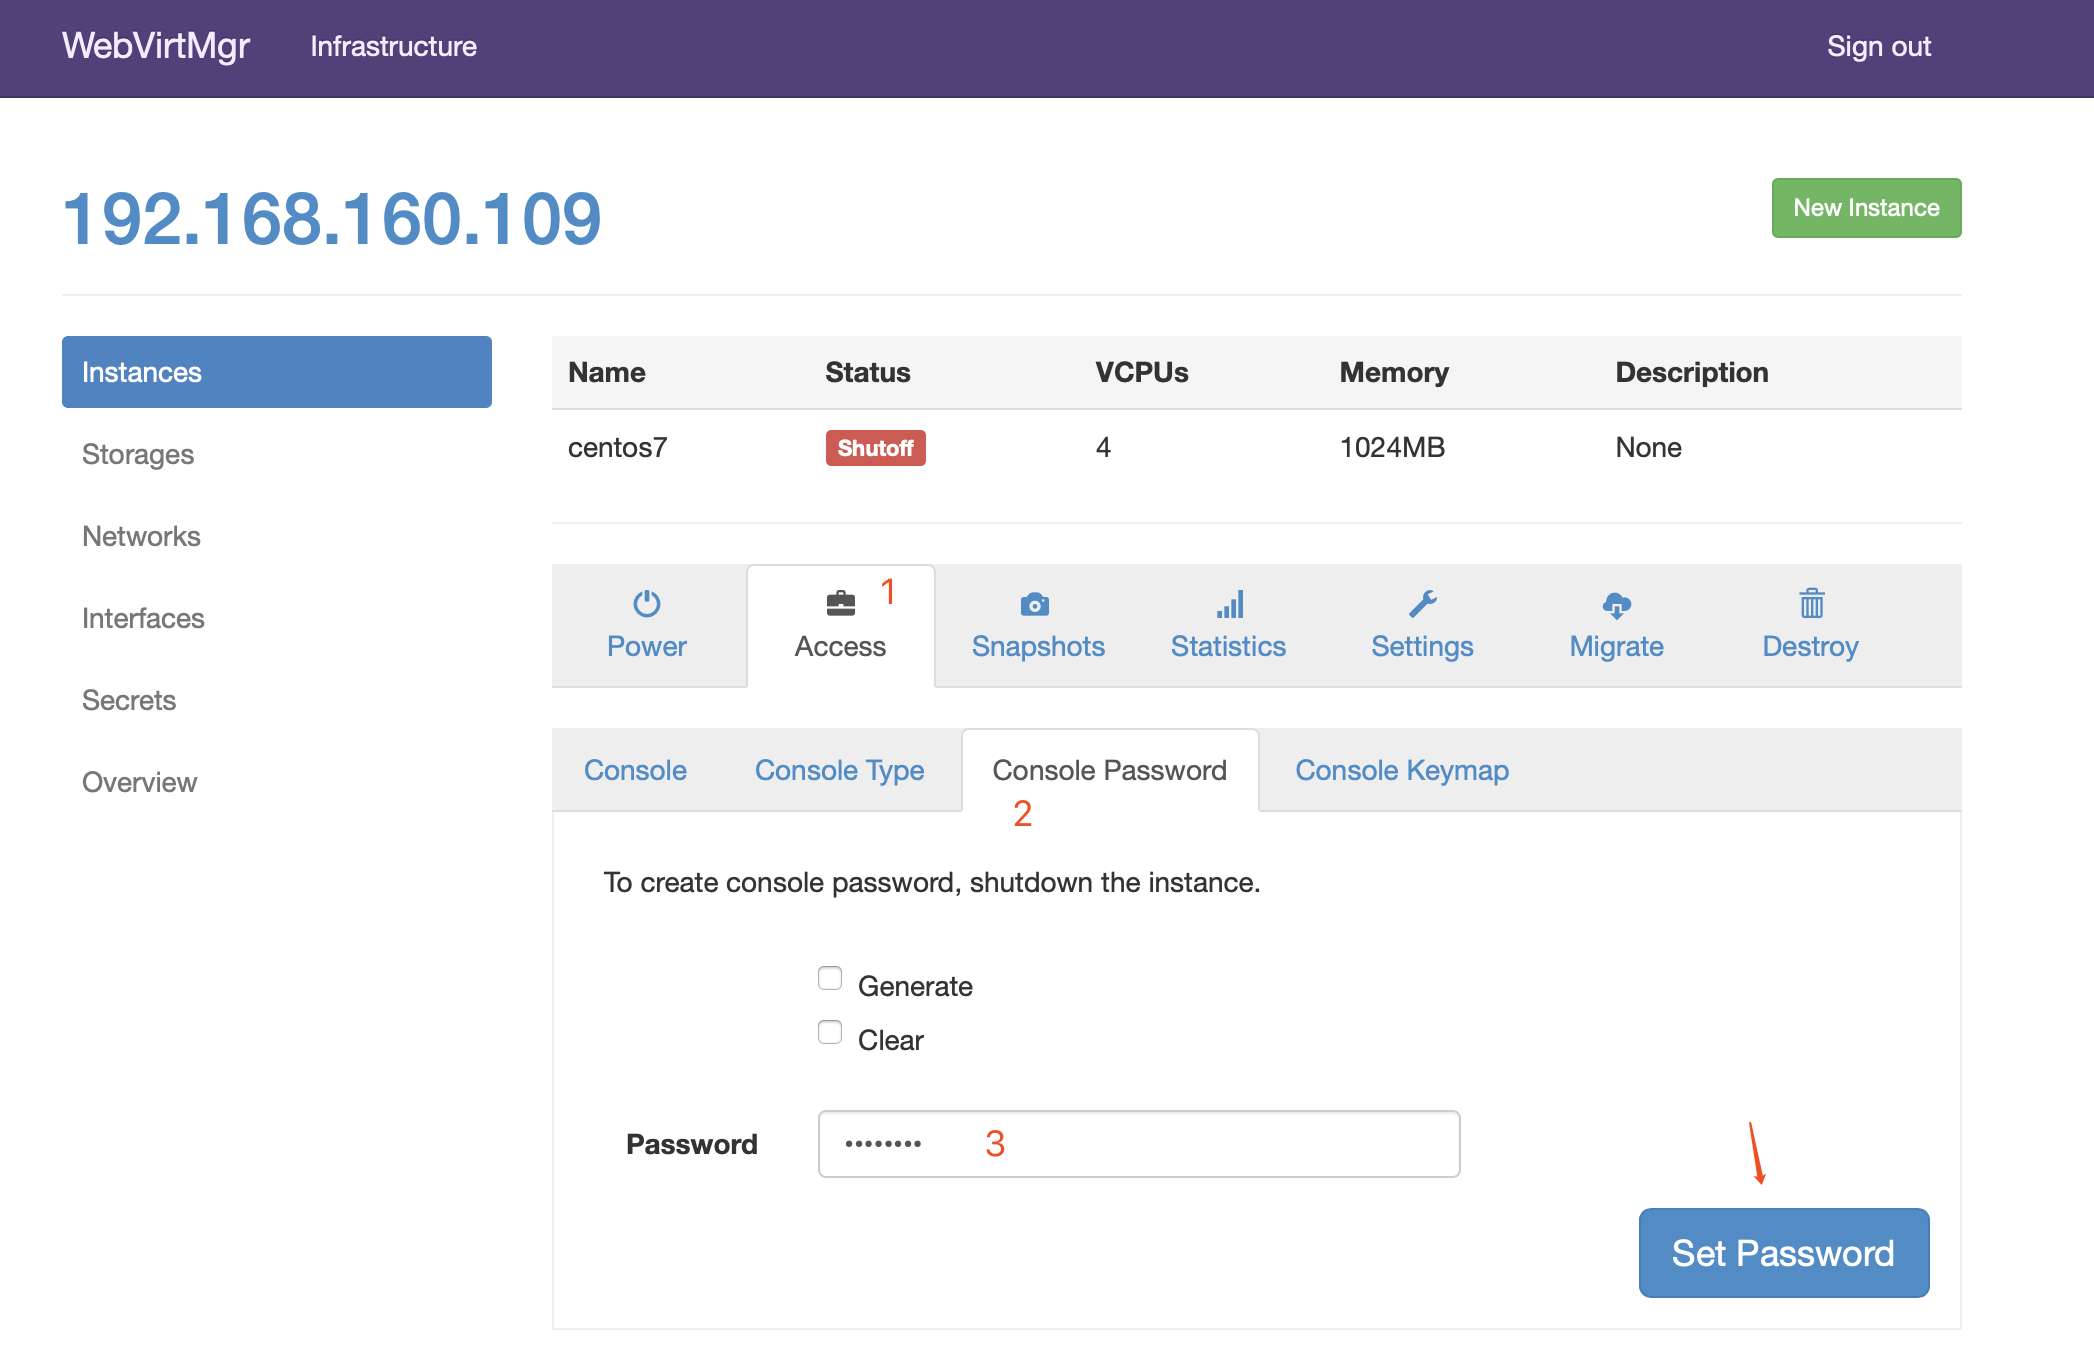 WebVirtMgr Infrastructure Sign out
192.168.160.109 New Instance
Instances
Storages
Networks
Interfaces
Secrets
Overview
Name Status VCPUs Memory Description
centos7 Shutoff 4 1024MB None
1
Power Access Snapshots Statistics Settings Migrate Destroy
Console Console Type Console Password Console Keymap
2
To create console password, shutdown the instance.
Generate
Clear
Password •••••••• 3
Set Password